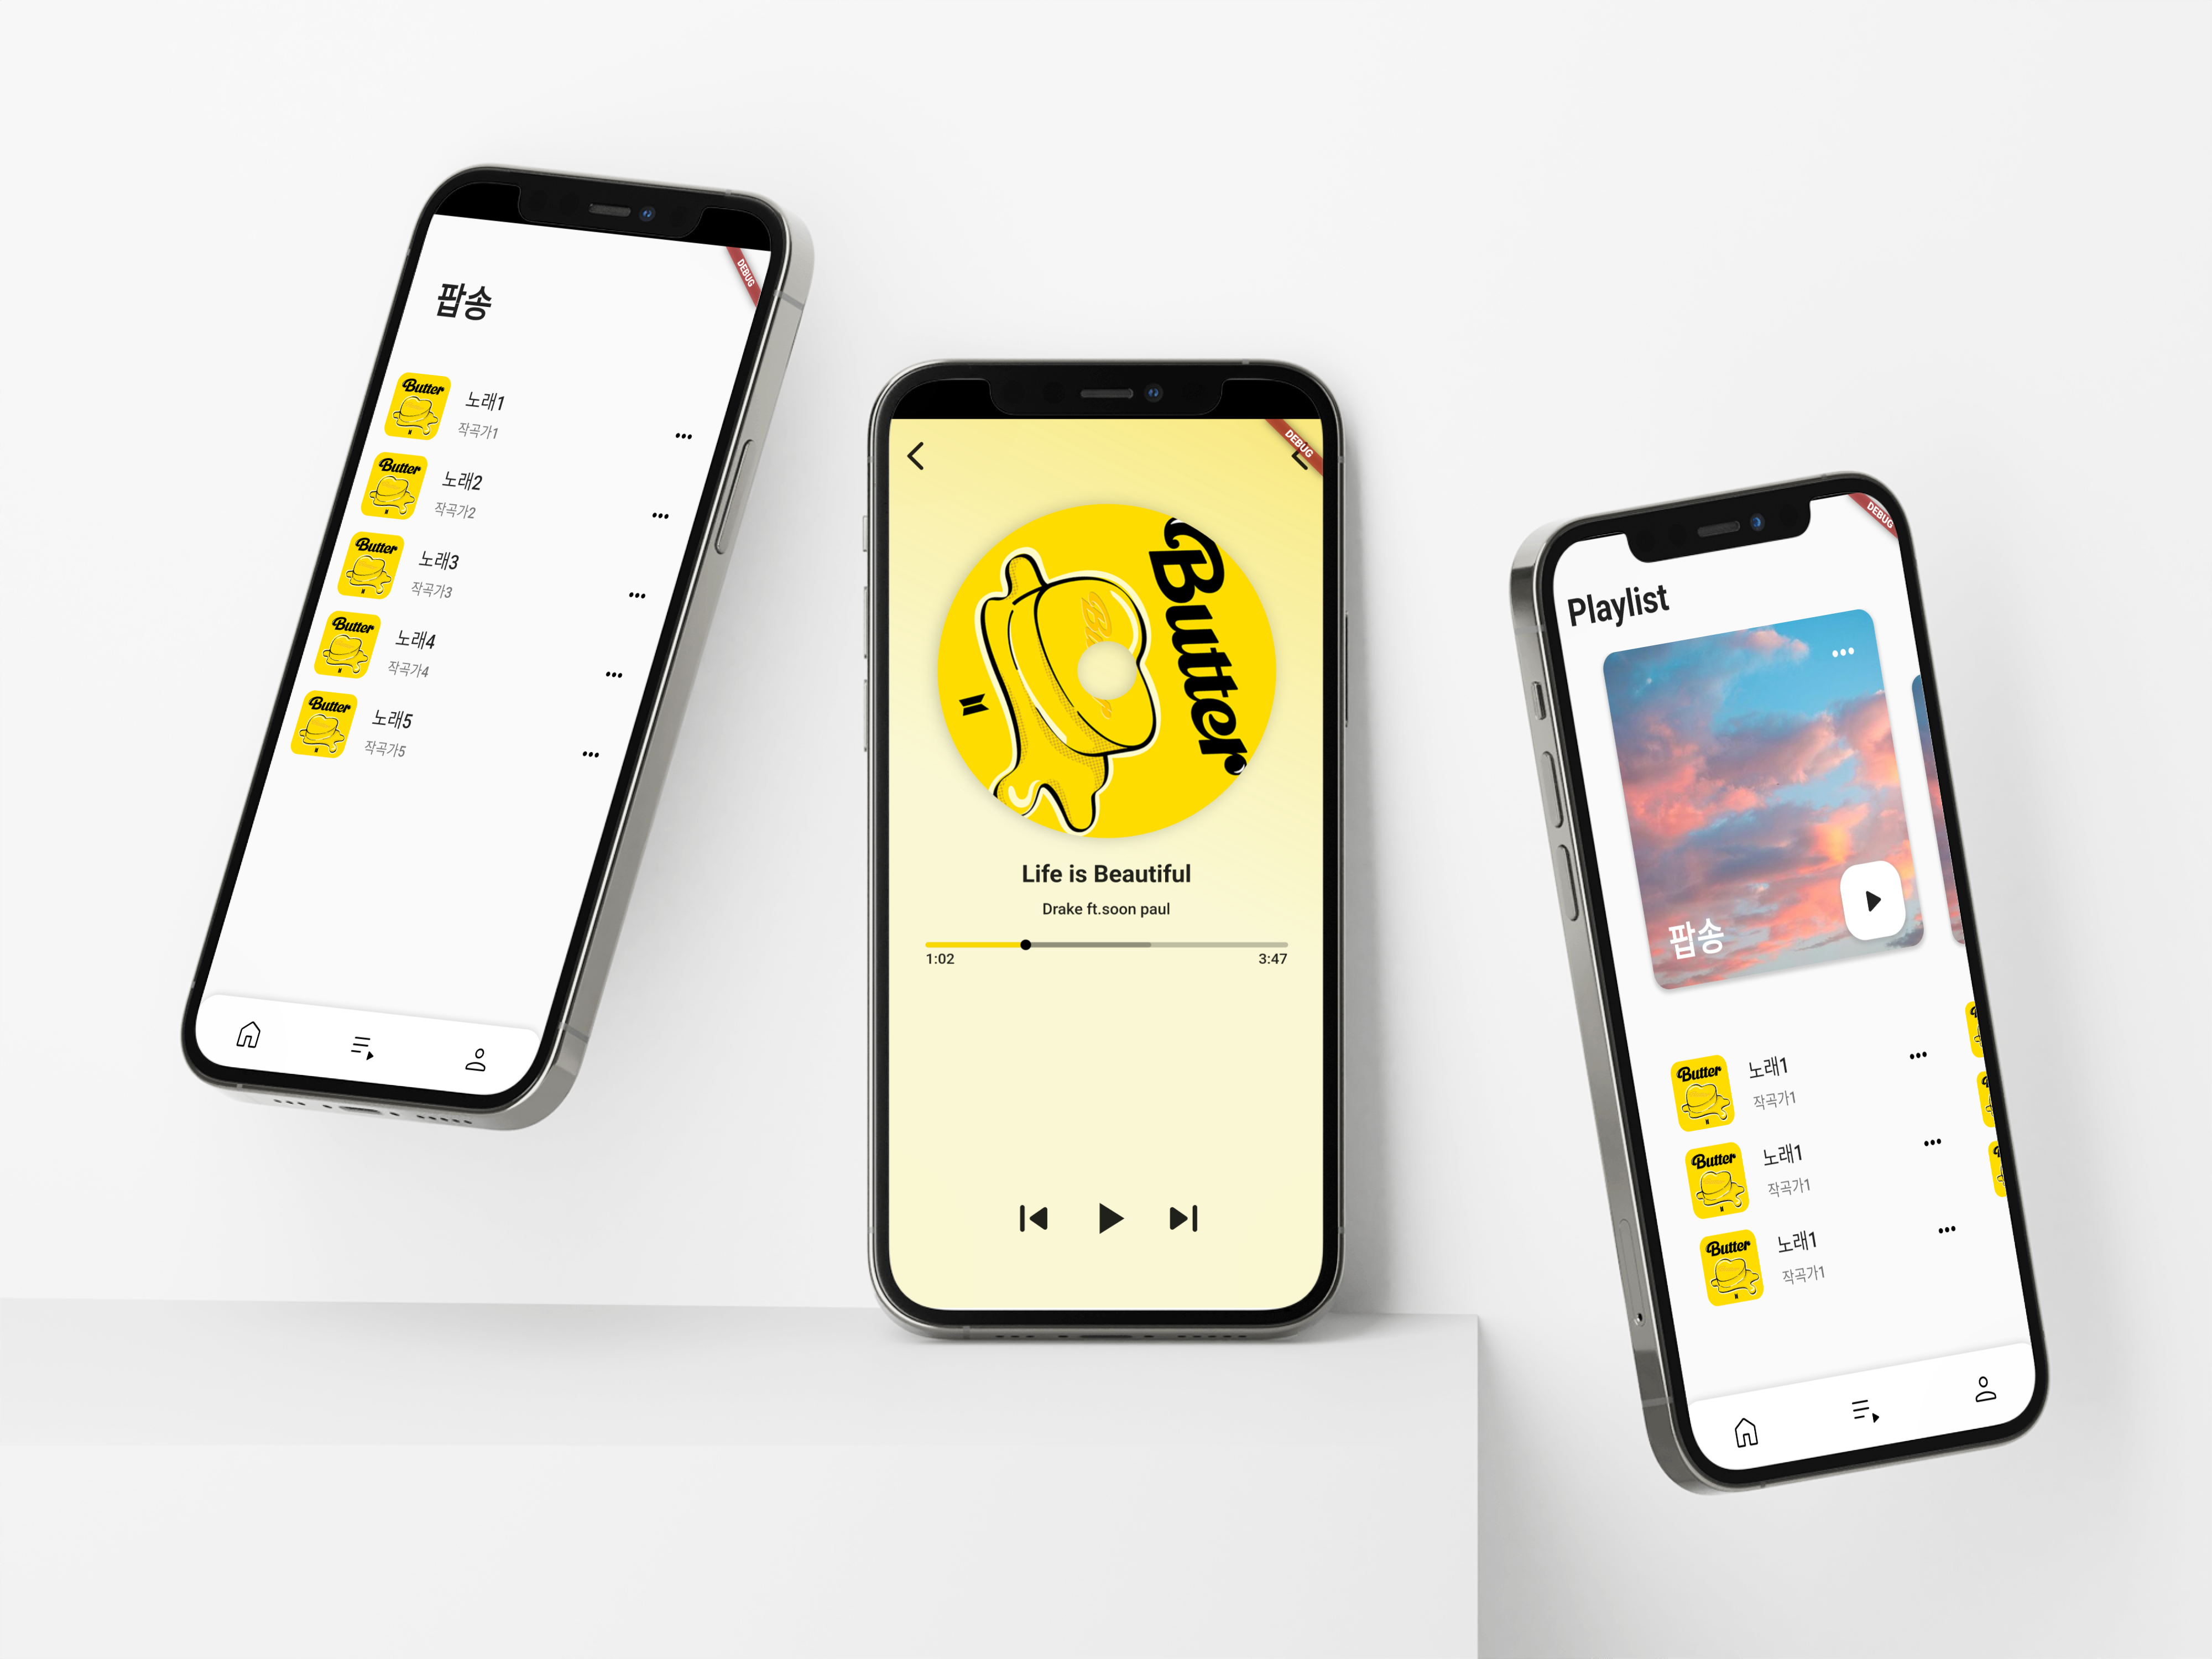 DEBUG
팝송
Butter
노래1
작곡가1
Butter
노래2
작곡가2
Butter
노래3
작곡가3
Butter
노래4
작곡가4
Butter
노래5
작곡가5
DEBUG
Butter
Life is Beautiful
Drake ft.soon paul
1:02
3:47
DEBUG
Playlist
팝송
Butter
노래1
작곡가1
Butter
노래1
작곡가1
Butter
노래1
작곡가1